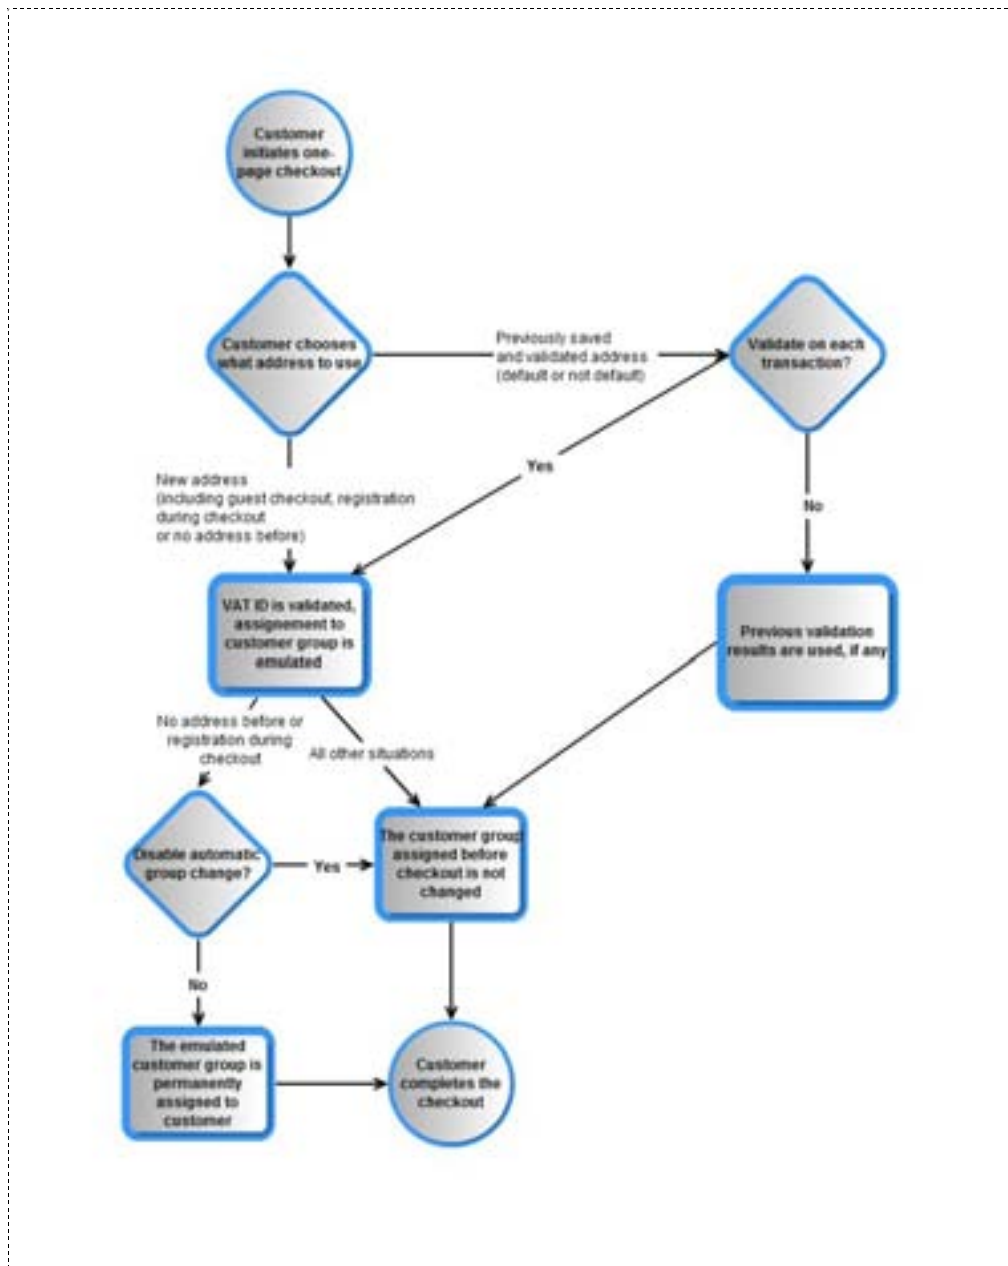 Customer
initiates one-
page checkout
Customer chooses
what address to use
Previously saved
and validated address
(default or not default)
Validate on each
transaction?
Yes
New address
(including guest checkout, registration
during checkout
or no address before)
No
VAT ID is validated,
assignement to
customer group is
emulated
Previous validation
results are used, if any
No address before or
registration during
checkout
All other situations
Disable automatic
group change?
Yes
The customer group
assigned before
checkout is not
changed
No
The emulated
customer group is
permanently
assigned to
customer
Customer
completes the
checkout